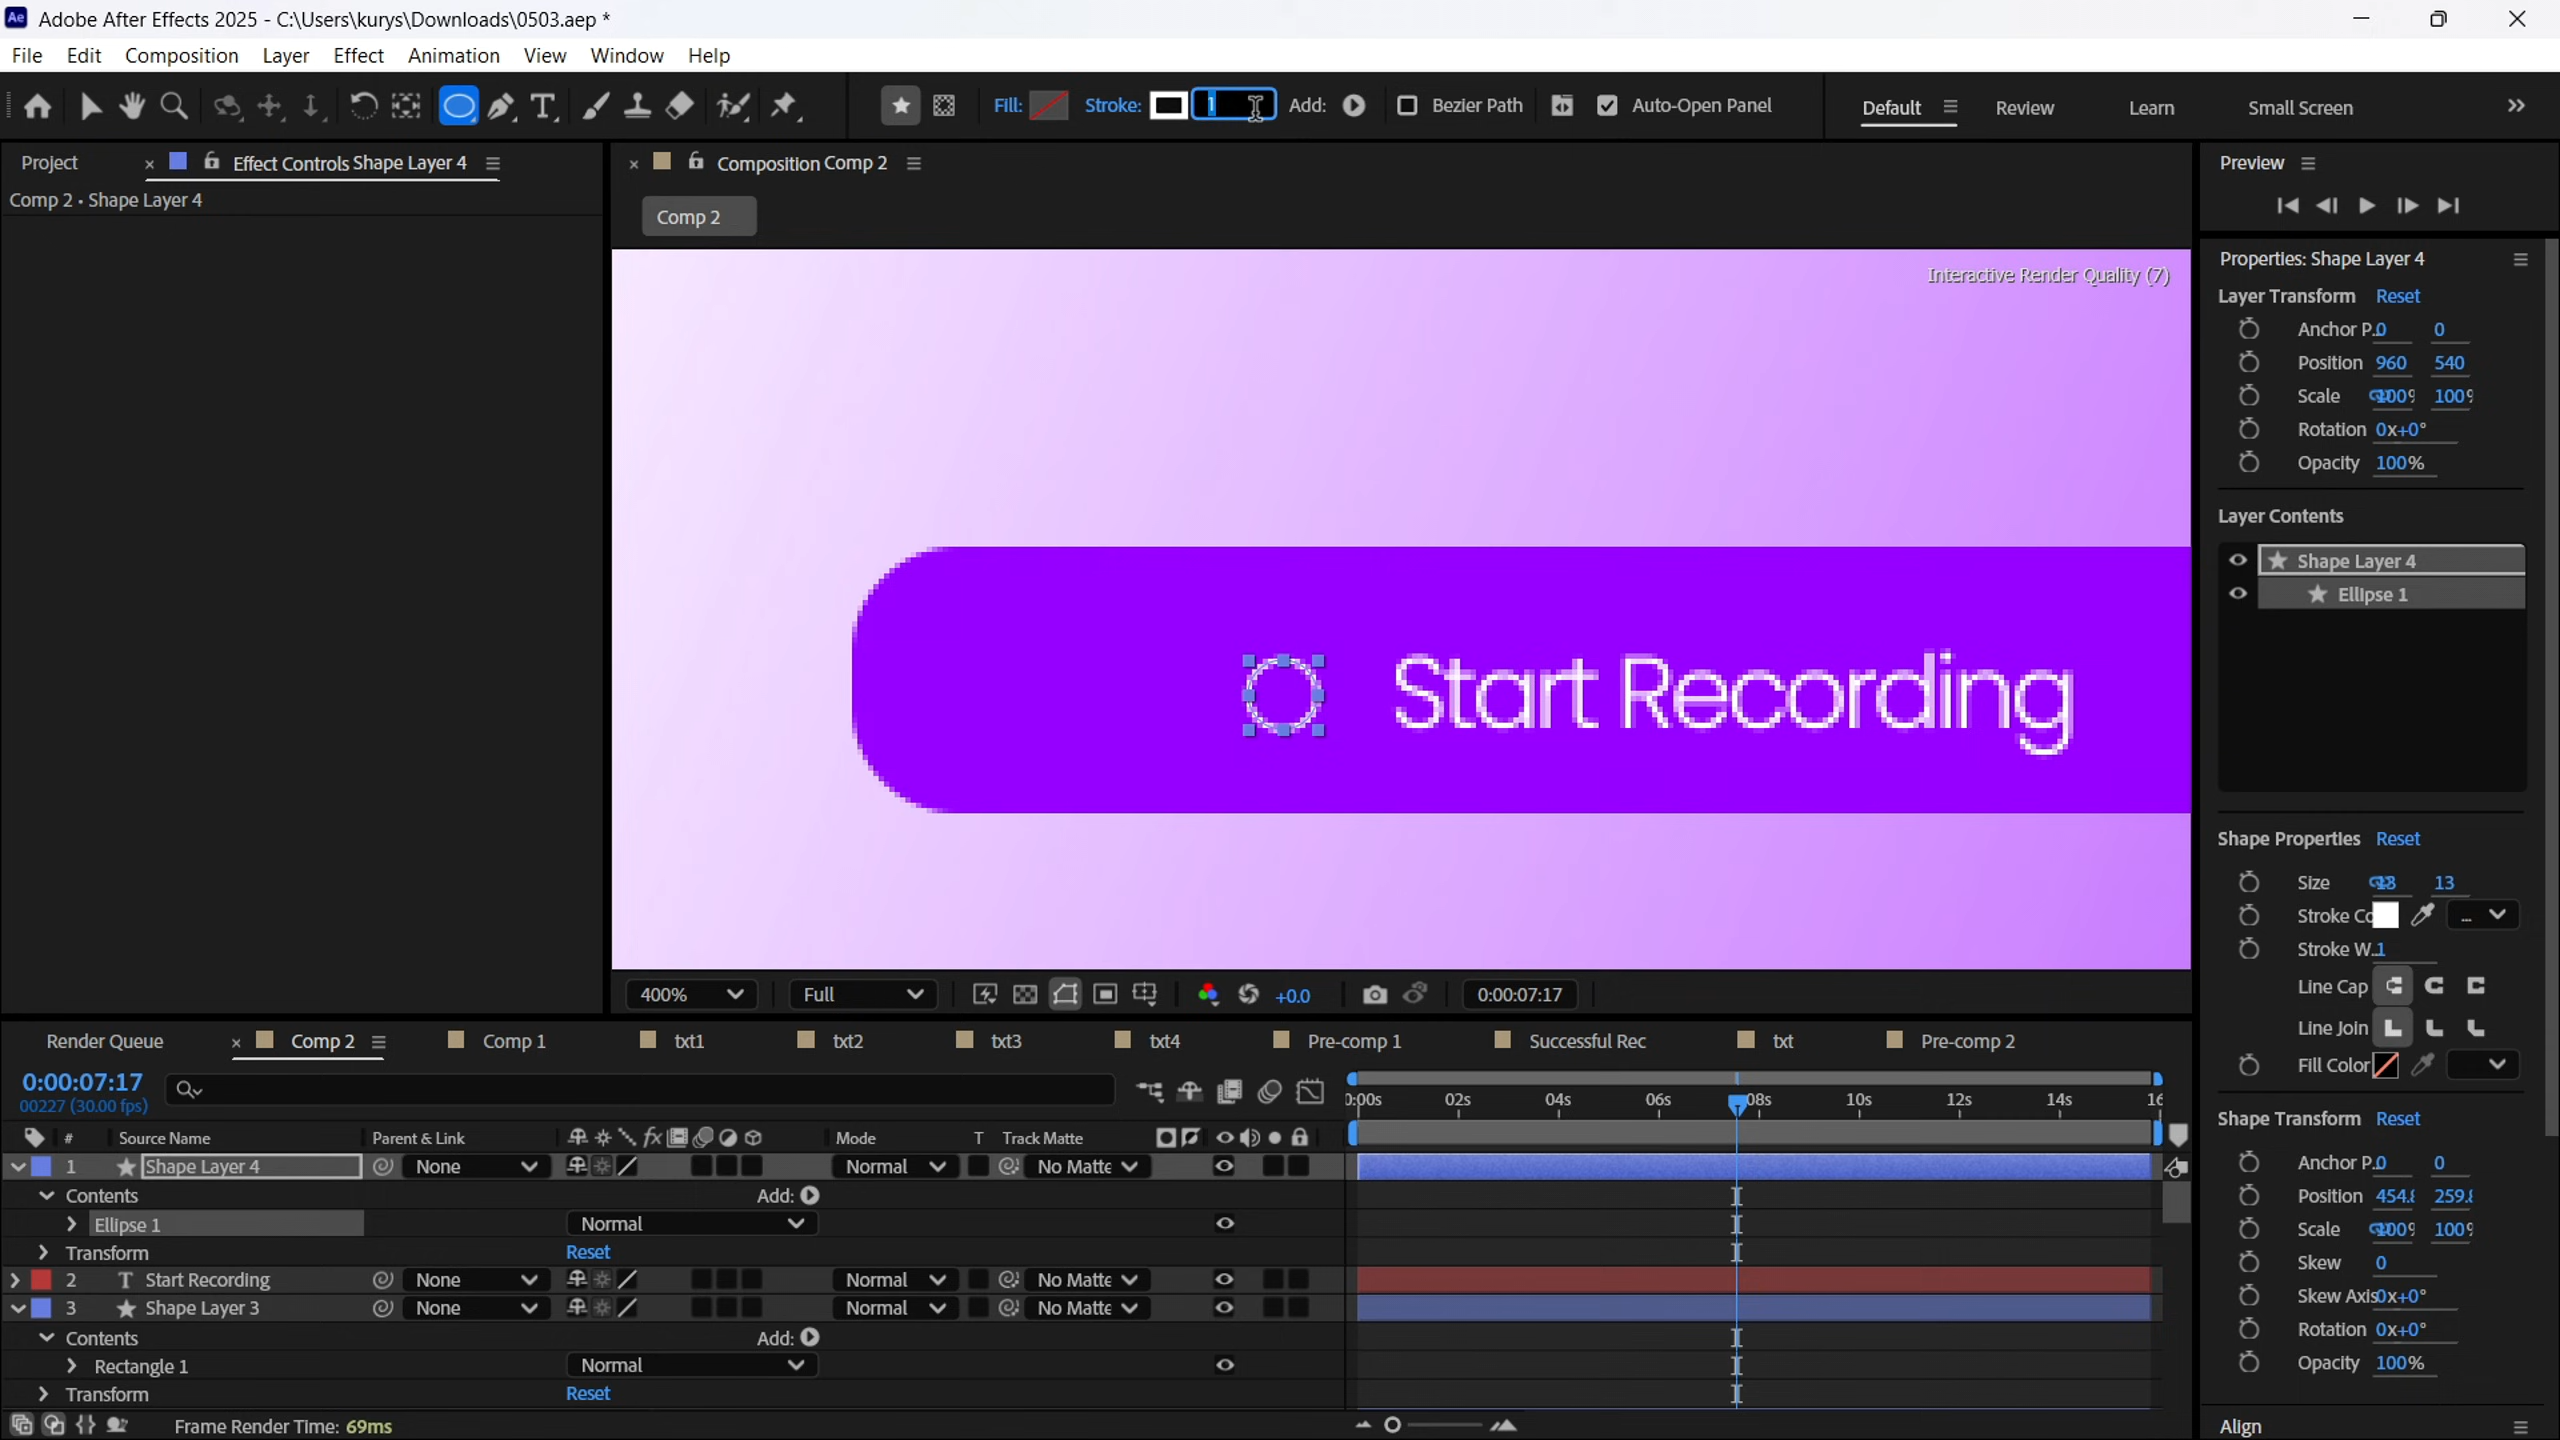 Adobe After Effects 2025 - C:\Users\kurys\Downloads\0503.aep *
File Edit Composition Layer Effect Animation View Window Help
Fill: Stroke: 1 Add: Bezier Path Auto-Open Panel Default Review Learn Small Screen
Project Effect Controls Shape Layer 4
Comp 2 • Shape Layer 4
Composition Comp 2
Comp 2
Interactive Render Quality (7)
Start Recording
400% Full +0.0 0:00:07:17
Preview
Properties: Shape Layer 4
Layer Transform Reset
Anchor P.. 0 0
Position 960 540
Scale 100% 100%
Rotation 0x+0°
Opacity 100%
Layer Contents
Shape Layer 4
Ellipse 1
Shape Properties Reset
Size 13 13
Stroke Co ...
Stroke W.. 1
Line Cap
Line Join
Fill Color
Shape Transform Reset
Anchor P.. 0 0
Position 454.8 259.8
Scale 100% 100%
Skew 0
Skew Axis 0x+0°
Rotation 0x+0°
Opacity 100%
Align
Render Queue Comp 2 Comp 1 txt1 txt2 txt3 txt4 Pre-comp 1 Successful Rec txt Pre-comp 2
0:00:07:17
00227 (30.00 fps)
0:00s 02s 04s 06s 08s 10s 12s 14s 16
# Source Name Parent & Link fx Mode T Track Matte
1 Shape Layer 4 None Normal No Matte
Contents Add:
Ellipse 1 Normal
Transform Reset
2 T Start Recording None Normal No Matte
3 Shape Layer 3 None Normal No Matte
Contents Add:
Rectangle 1 Normal
Transform Reset
Frame Render Time: 69ms